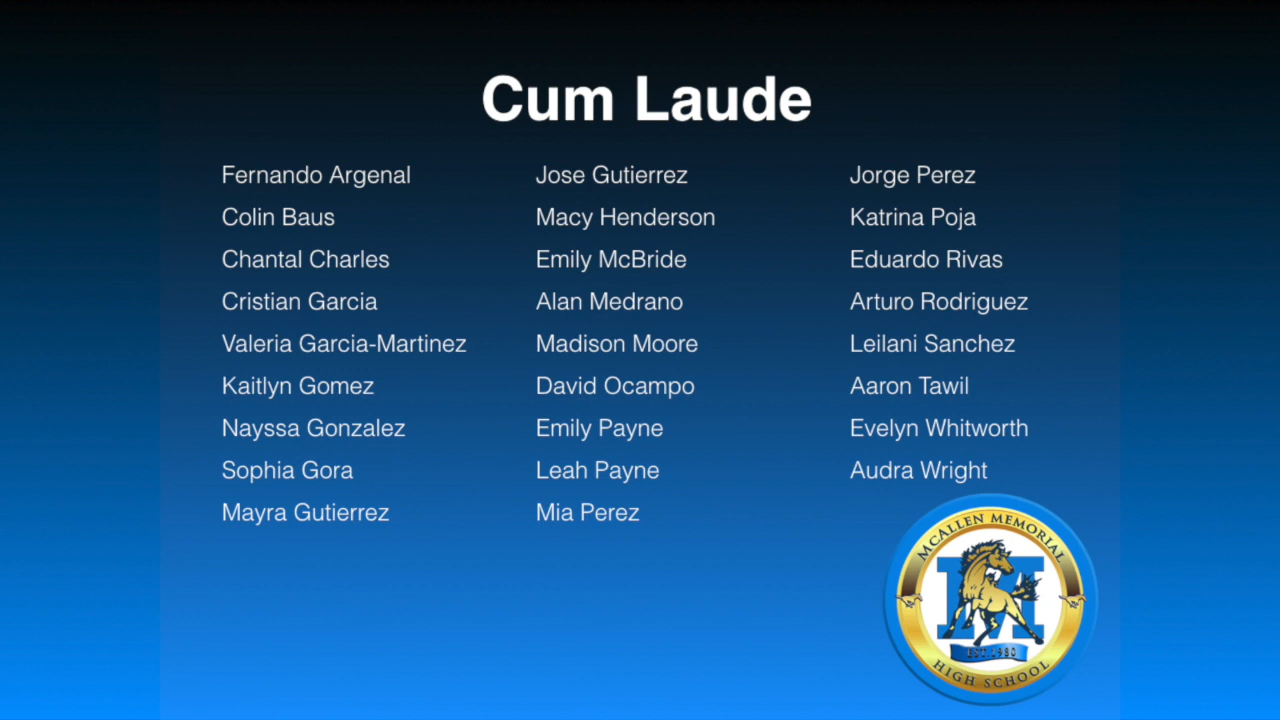 Cum Laude
Fernando Argenal
Colin Baus
Chantal Charles
Cristian Garcia
Valeria Garcia-Martinez
Kaitlyn Gomez
Nayssa Gonzalez
Sophia Gora
Mayra Gutierrez
Jose Gutierrez
Macy Henderson
Emily McBride
Alan Medrano
Madison Moore
David Ocampo
Emily Payne
Leah Payne
Mia Perez
Jorge Perez
Katrina Poja
Eduardo Rivas
Arturo Rodriguez
Leilani Sanchez
Aaron Tawil
Evelyn Whitworth
Audra Wright
MCALLEN MEMORIAL
M
EST 1980
HIGH SCHOOL